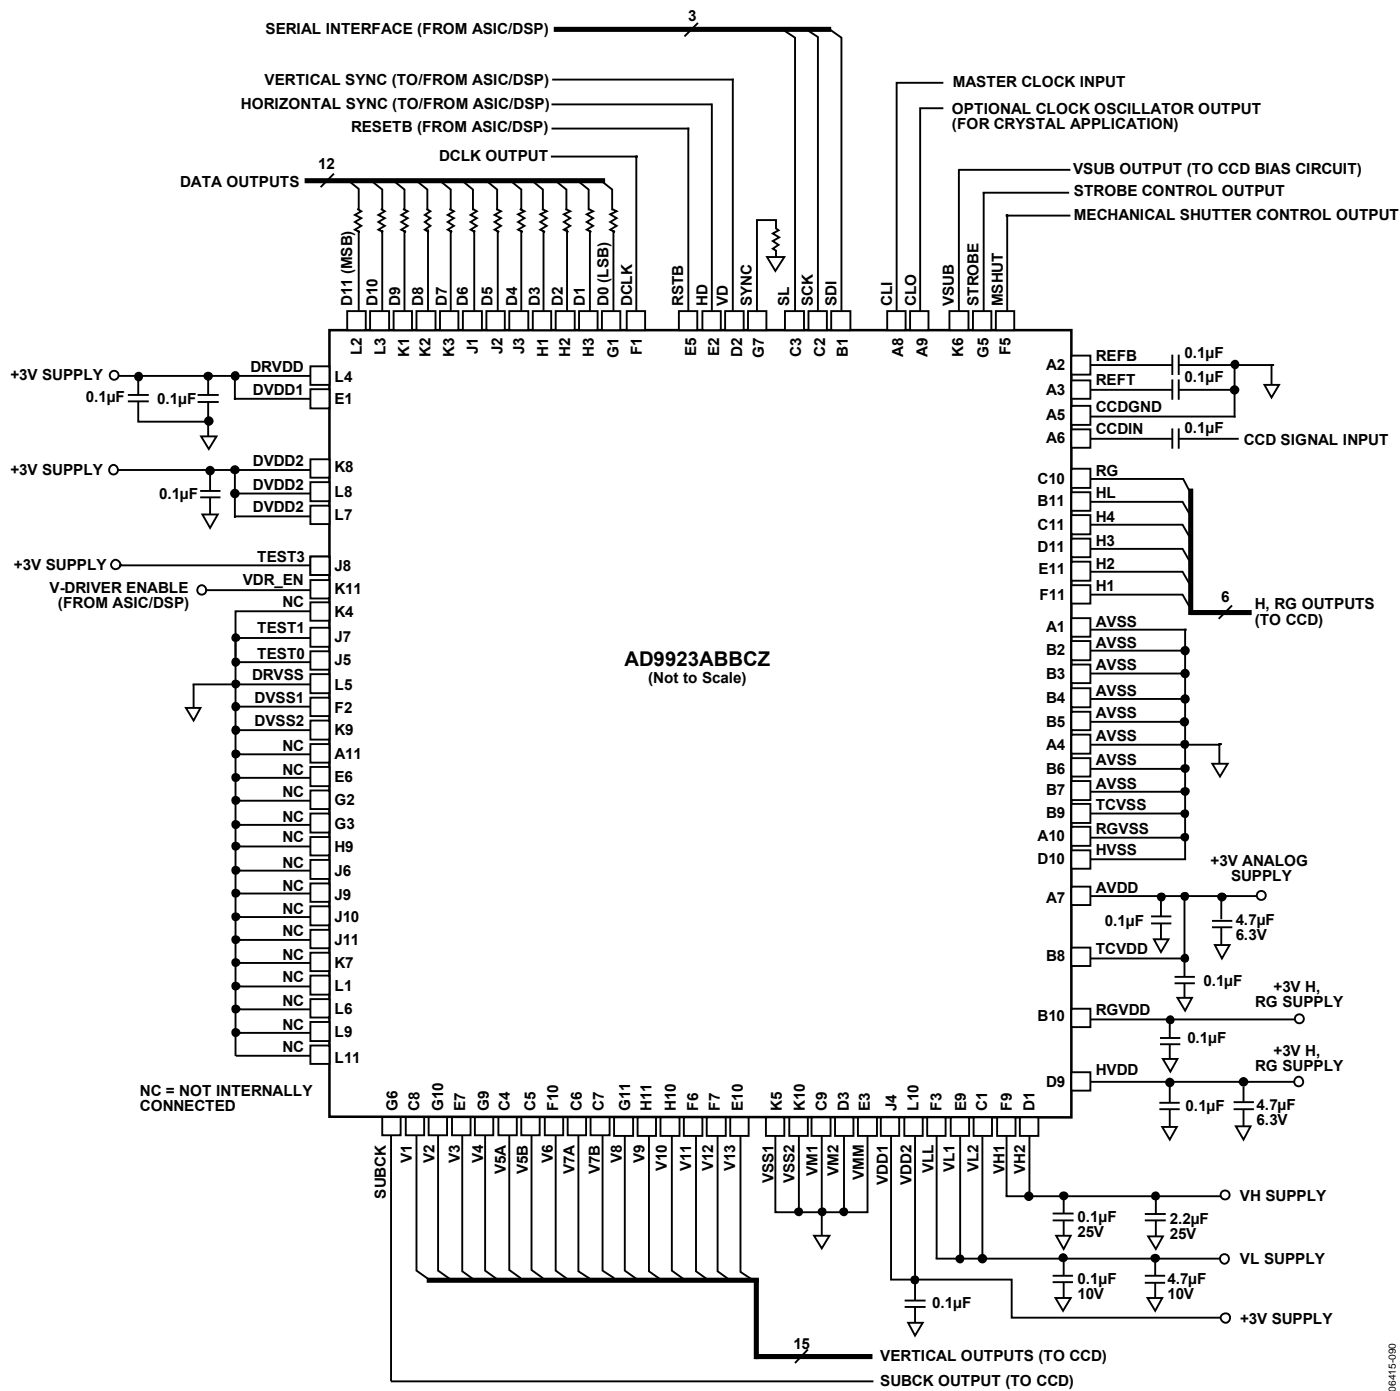 3
SERIAL INTERFACE (FROM ASIC/DSP)
VERTICAL SYNC (TO/FROM ASIC/DSP)
HORIZONTAL SYNC (TO/FROM ASIC/DSP)
RESETB (FROM ASIC/DSP)
DCLK OUTPUT
12
DATA OUTPUTS
MASTER CLOCK INPUT
OPTIONAL CLOCK OSCILLATOR OUTPUT
(FOR CRYSTAL APPLICATION)
VSUB OUTPUT (TO CCD BIAS CIRCUIT)
STROBE CONTROL OUTPUT
MECHANICAL SHUTTER CONTROL OUTPUT
D11 (MSB)
D10
D9
D8
D7
D6
D5
D4
D3
D2
D1
D0 (LSB)
DCLK
RSTB
HD
VD
SYNC
SL
SCK
SDI
CLI
CLO
VSUB
STROBE
MSHUT
L2
L3
K1
K2
K3
J1
J2
J3
H1
H2
H3
G1
F1
E5
E2
D2
G7
C3
C2
B1
A8
A9
K6
G5
F5
+3V SUPPLY
0.1µF
0.1µF
DRVDD
L4
DVDD1
E1
+3V SUPPLY
0.1µF
DVDD2
K8
DVDD2
L8
DVDD2
L7
+3V SUPPLY
TEST3
J8
V-DRIVER ENABLE
(FROM ASIC/DSP)
VDR_EN
K11
NC
K4
TEST1
J7
TEST0
J5
DRVSS
L5
DVSS1
F2
DVSS2
K9
NC
A11
NC
E6
NC
G2
NC
G3
NC
H9
NC
J6
NC
J9
NC
J10
NC
J11
NC
K7
NC
L1
NC
L6
NC
L9
NC
L11
NC = NOT INTERNALLY
CONNECTED
AD9923ABBCZ
(Not to Scale)
A2
REFB
0.1µF
A3
REFT
0.1µF
A5
CCDGND
A6
CCDIN
0.1µF
CCD SIGNAL INPUT
C10
RG
B11
HL
C11
H4
D11
H3
E11
H2
F11
H1
6
H, RG OUTPUTS
(TO CCD)
A1
AVSS
B2
AVSS
B3
AVSS
B4
AVSS
B5
AVSS
A4
AVSS
B6
AVSS
B7
AVSS
B9
TCVSS
A10
RGVSS
D10
HVSS
+3V ANALOG
SUPPLY
A7
AVDD
0.1µF
4.7µF
6.3V
B8
TCVDD
0.1µF
+3V H,
RG SUPPLY
B10
RGVDD
0.1µF
+3V H,
RG SUPPLY
D9
HVDD
0.1µF
4.7µF
6.3V
G6
C8
G10
E7
G9
C4
C5
F10
C6
C7
G11
H11
H10
F6
F7
E10
K5
K10
C9
D3
E3
J4
L10
F3
E9
C1
F9
D1
SUBCK
V1
V2
V3
V4
V5A
V5B
V6
V7A
V7B
V8
V9
V10
V11
V12
V13
VSS1
VSS2
VM1
VM2
VMM
VDD1
VDD2
VLL
VL1
VL2
VH1
VH2
VH SUPPLY
0.1µF
25V
2.2µF
25V
VL SUPPLY
0.1µF
10V
4.7µF
10V
0.1µF
+3V SUPPLY
15
VERTICAL OUTPUTS (TO CCD)
SUBCK OUTPUT (TO CCD)
06415-090